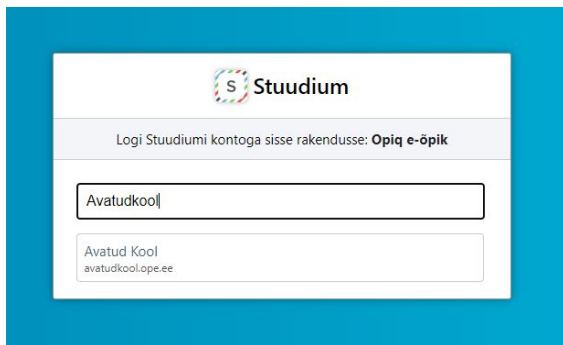 S Stuudium
Logi Stuudiumi kontoga sisse rakendusse: Opiq e-õpik
Avatudkool
Avatud Kool
avatudkool.ope.ee